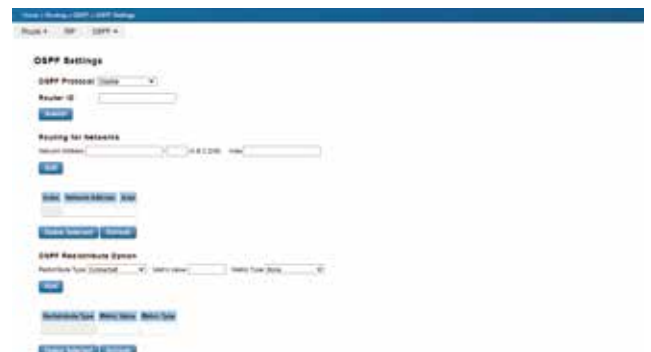 Home > Routing > OSPF > OSPF Settings
Route RIP OSPF
OSPF Settings
OSPF Protocol Disable
Router ID
Submit
Routing for Networks
Network Address / (A.B.C.D/M) Area
Add
Index Network Address Area
Delete Selected Refresh
OSPF Redistribute Option
Redistribute Type Connected Metric Value Metric Type None
Add
Redistribute Type Metric Value Metric Type
Delete Selected Refresh